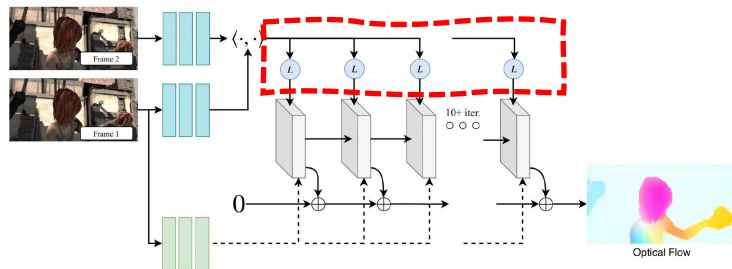 Frame 2
⟨·,·⟩
Frame 1
L L L L
10+ iter.
0
Optical Flow